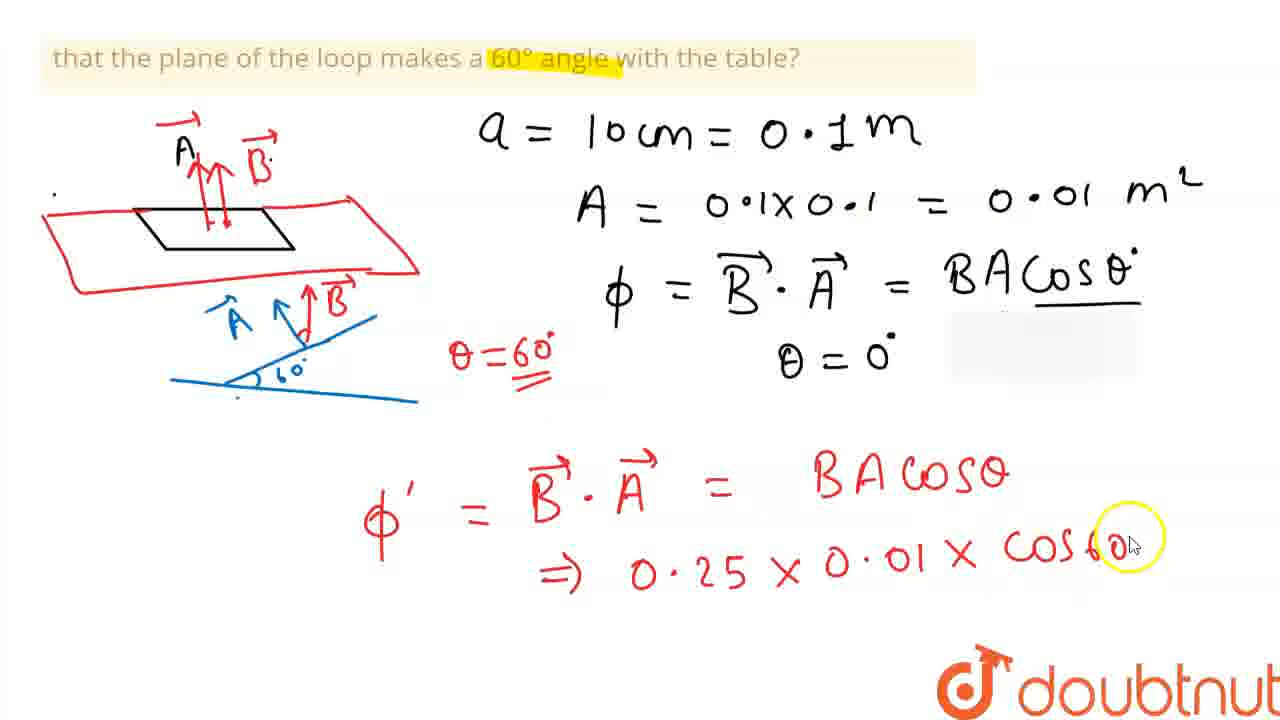 that the plane of the loop makes a 60° angle with the table?
a = 10 cm = 0.1 m
A = 0.1 × 0.1 = 0.01 m²
ϕ = B⃗ · A⃗ = BA cos θ
θ = 0°
A⃗ B⃗
A⃗ B⃗
60°
θ = 60°
ϕ' = B⃗ · A⃗ = BA cos θ
⇒ 0.25 × 0.01 × cos 60
doubtnut